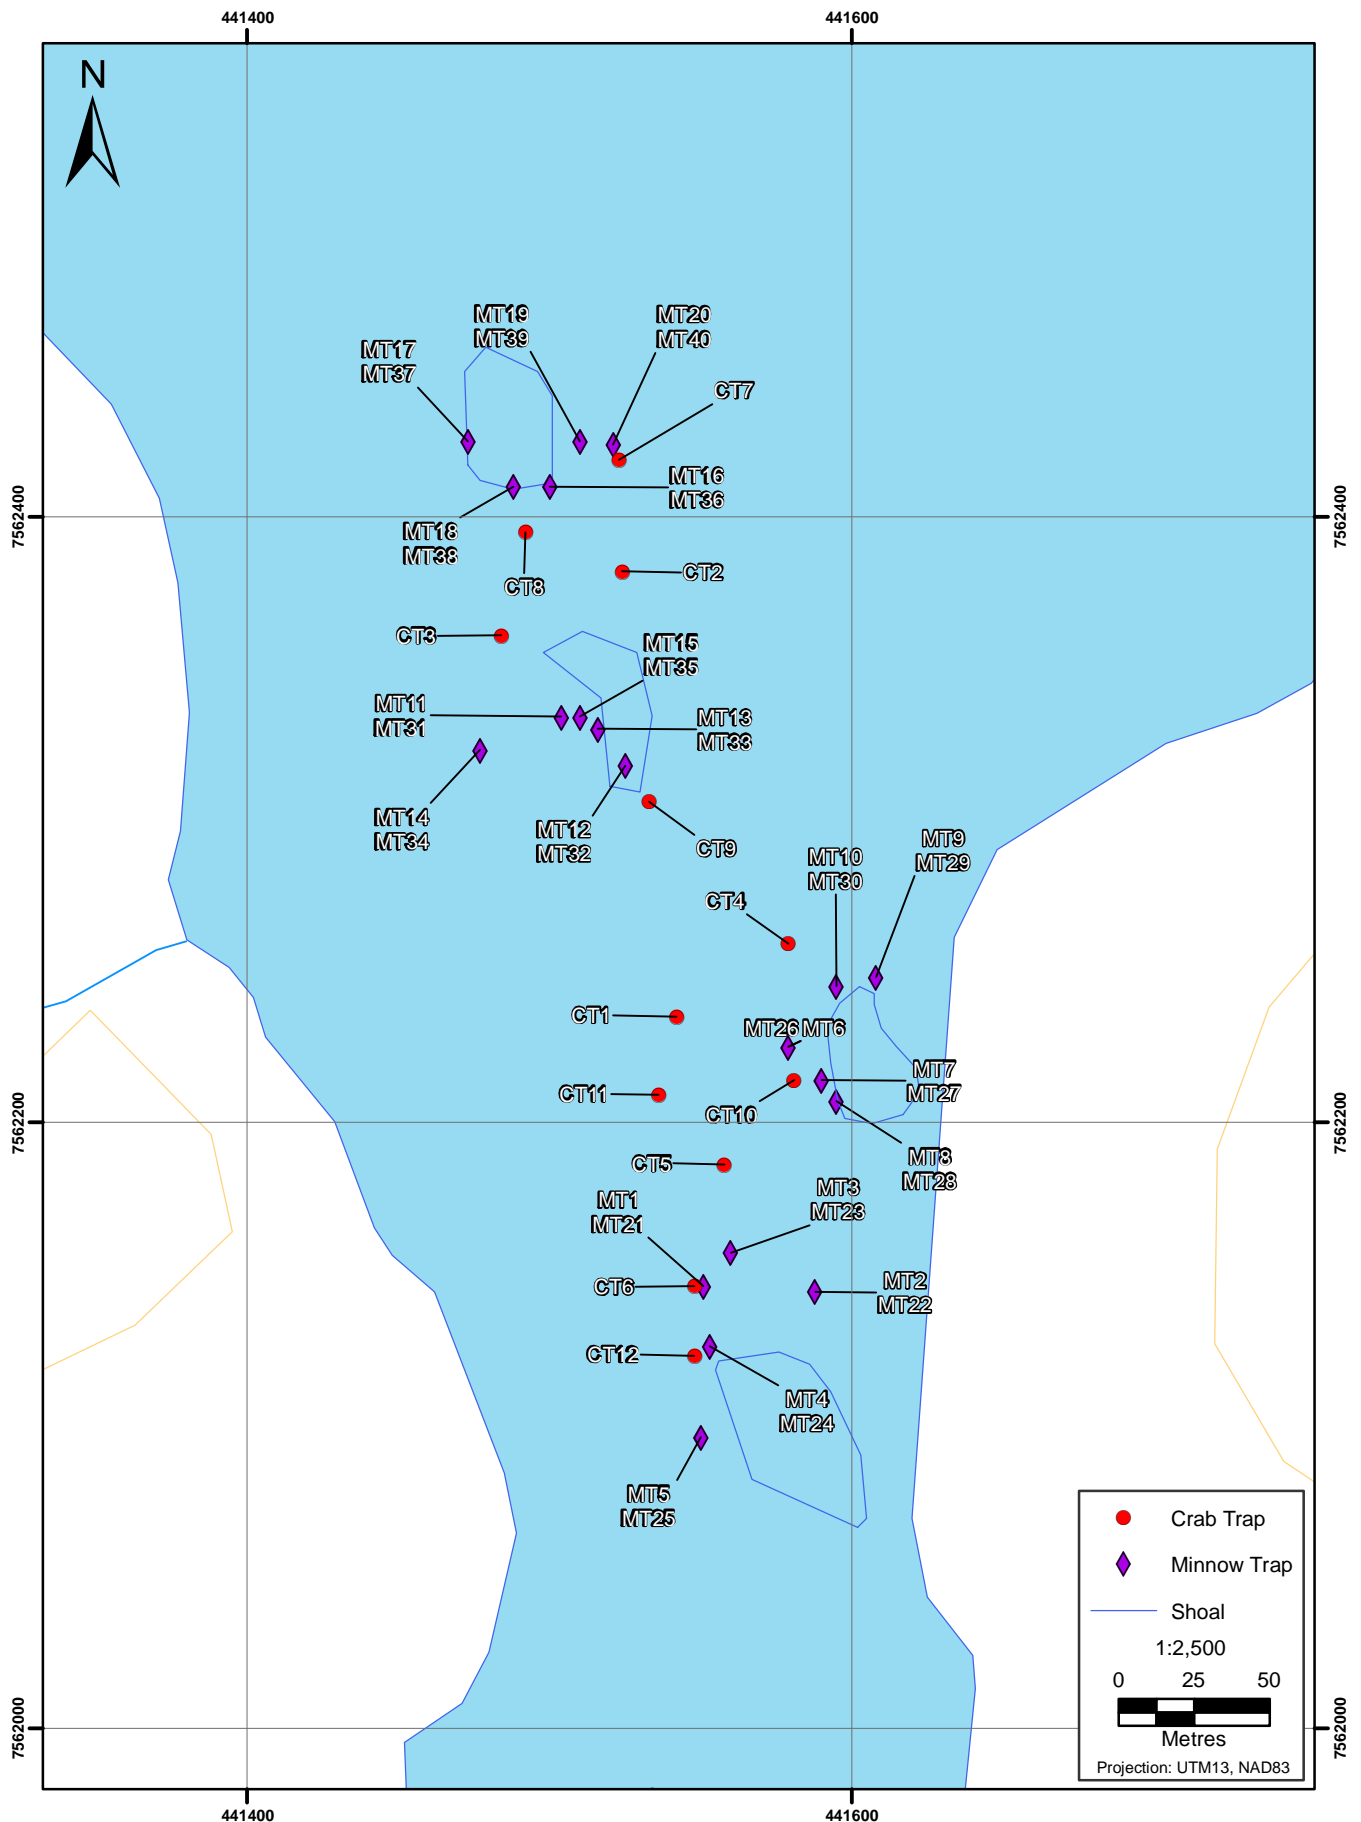 441400
441600
N
MT19
MT39
MT20
MT40
MT17
MT37
CT7
MT16
MT36
7562400
7562400
MT18
MT38
CT8
CT2
CT3
MT15
MT35
MT11
MT31
MT13
MT33
MT14
MT34
MT12
MT32
CT9
MT9
MT29
MT10
MT30
CT4
CT1
MT26 MT6
MT7
MT27
CT11
CT10
7562200
7562200
MT8
MT28
CT5
MT3
MT23
MT1
MT21
CT6
MT2
MT22
CT12
MT4
MT24
MT5
MT25
Crab Trap
Minnow Trap
Shoal
1:2,500
0 25 50
Metres
Projection: UTM13, NAD83
7562000
7562000
441400
441600